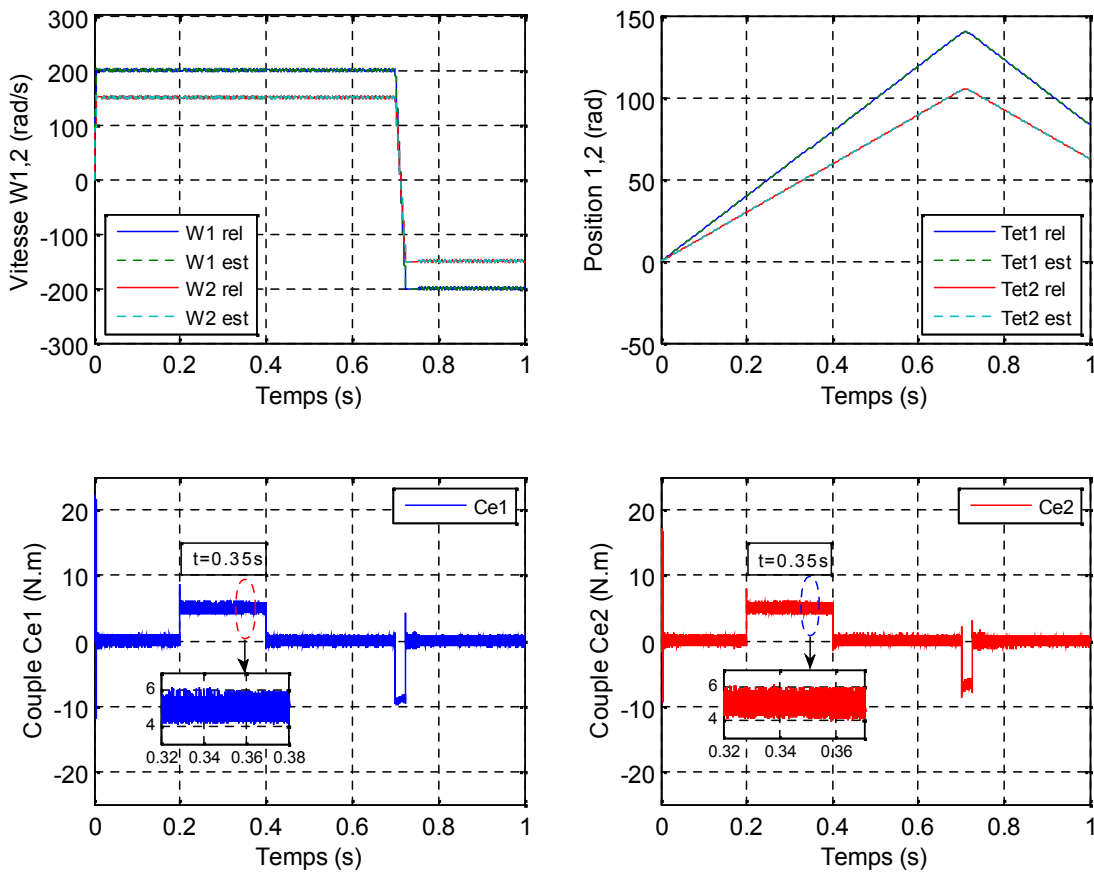 300
200
100
0
-100
-200
-300
Vitesse W1,2 (rad/s)
W1 rel
W1 est
W2 rel
W2 est
0 0.2 0.4 0.6 0.8 1
Temps (s)
150
100
50
0
-50
Position 1,2 (rad)
Tet1 rel
Tet1 est
Tet2 rel
Tet2 est
0 0.2 0.4 0.6 0.8 1
Temps (s)
20
10
0
-10
-20
Couple Ce1 (N.m)
Ce1
t=0.35s
6
4
0.32 0.34 0.36 0.38
0 0.2 0.4 0.6 0.8 1
Temps (s)
20
10
0
-10
-20
Couple Ce2 (N.m)
Ce2
t=0.35s
6
4
0.32 0.34 0.36
0 0.2 0.4 0.6 0.8 1
Temps (s)